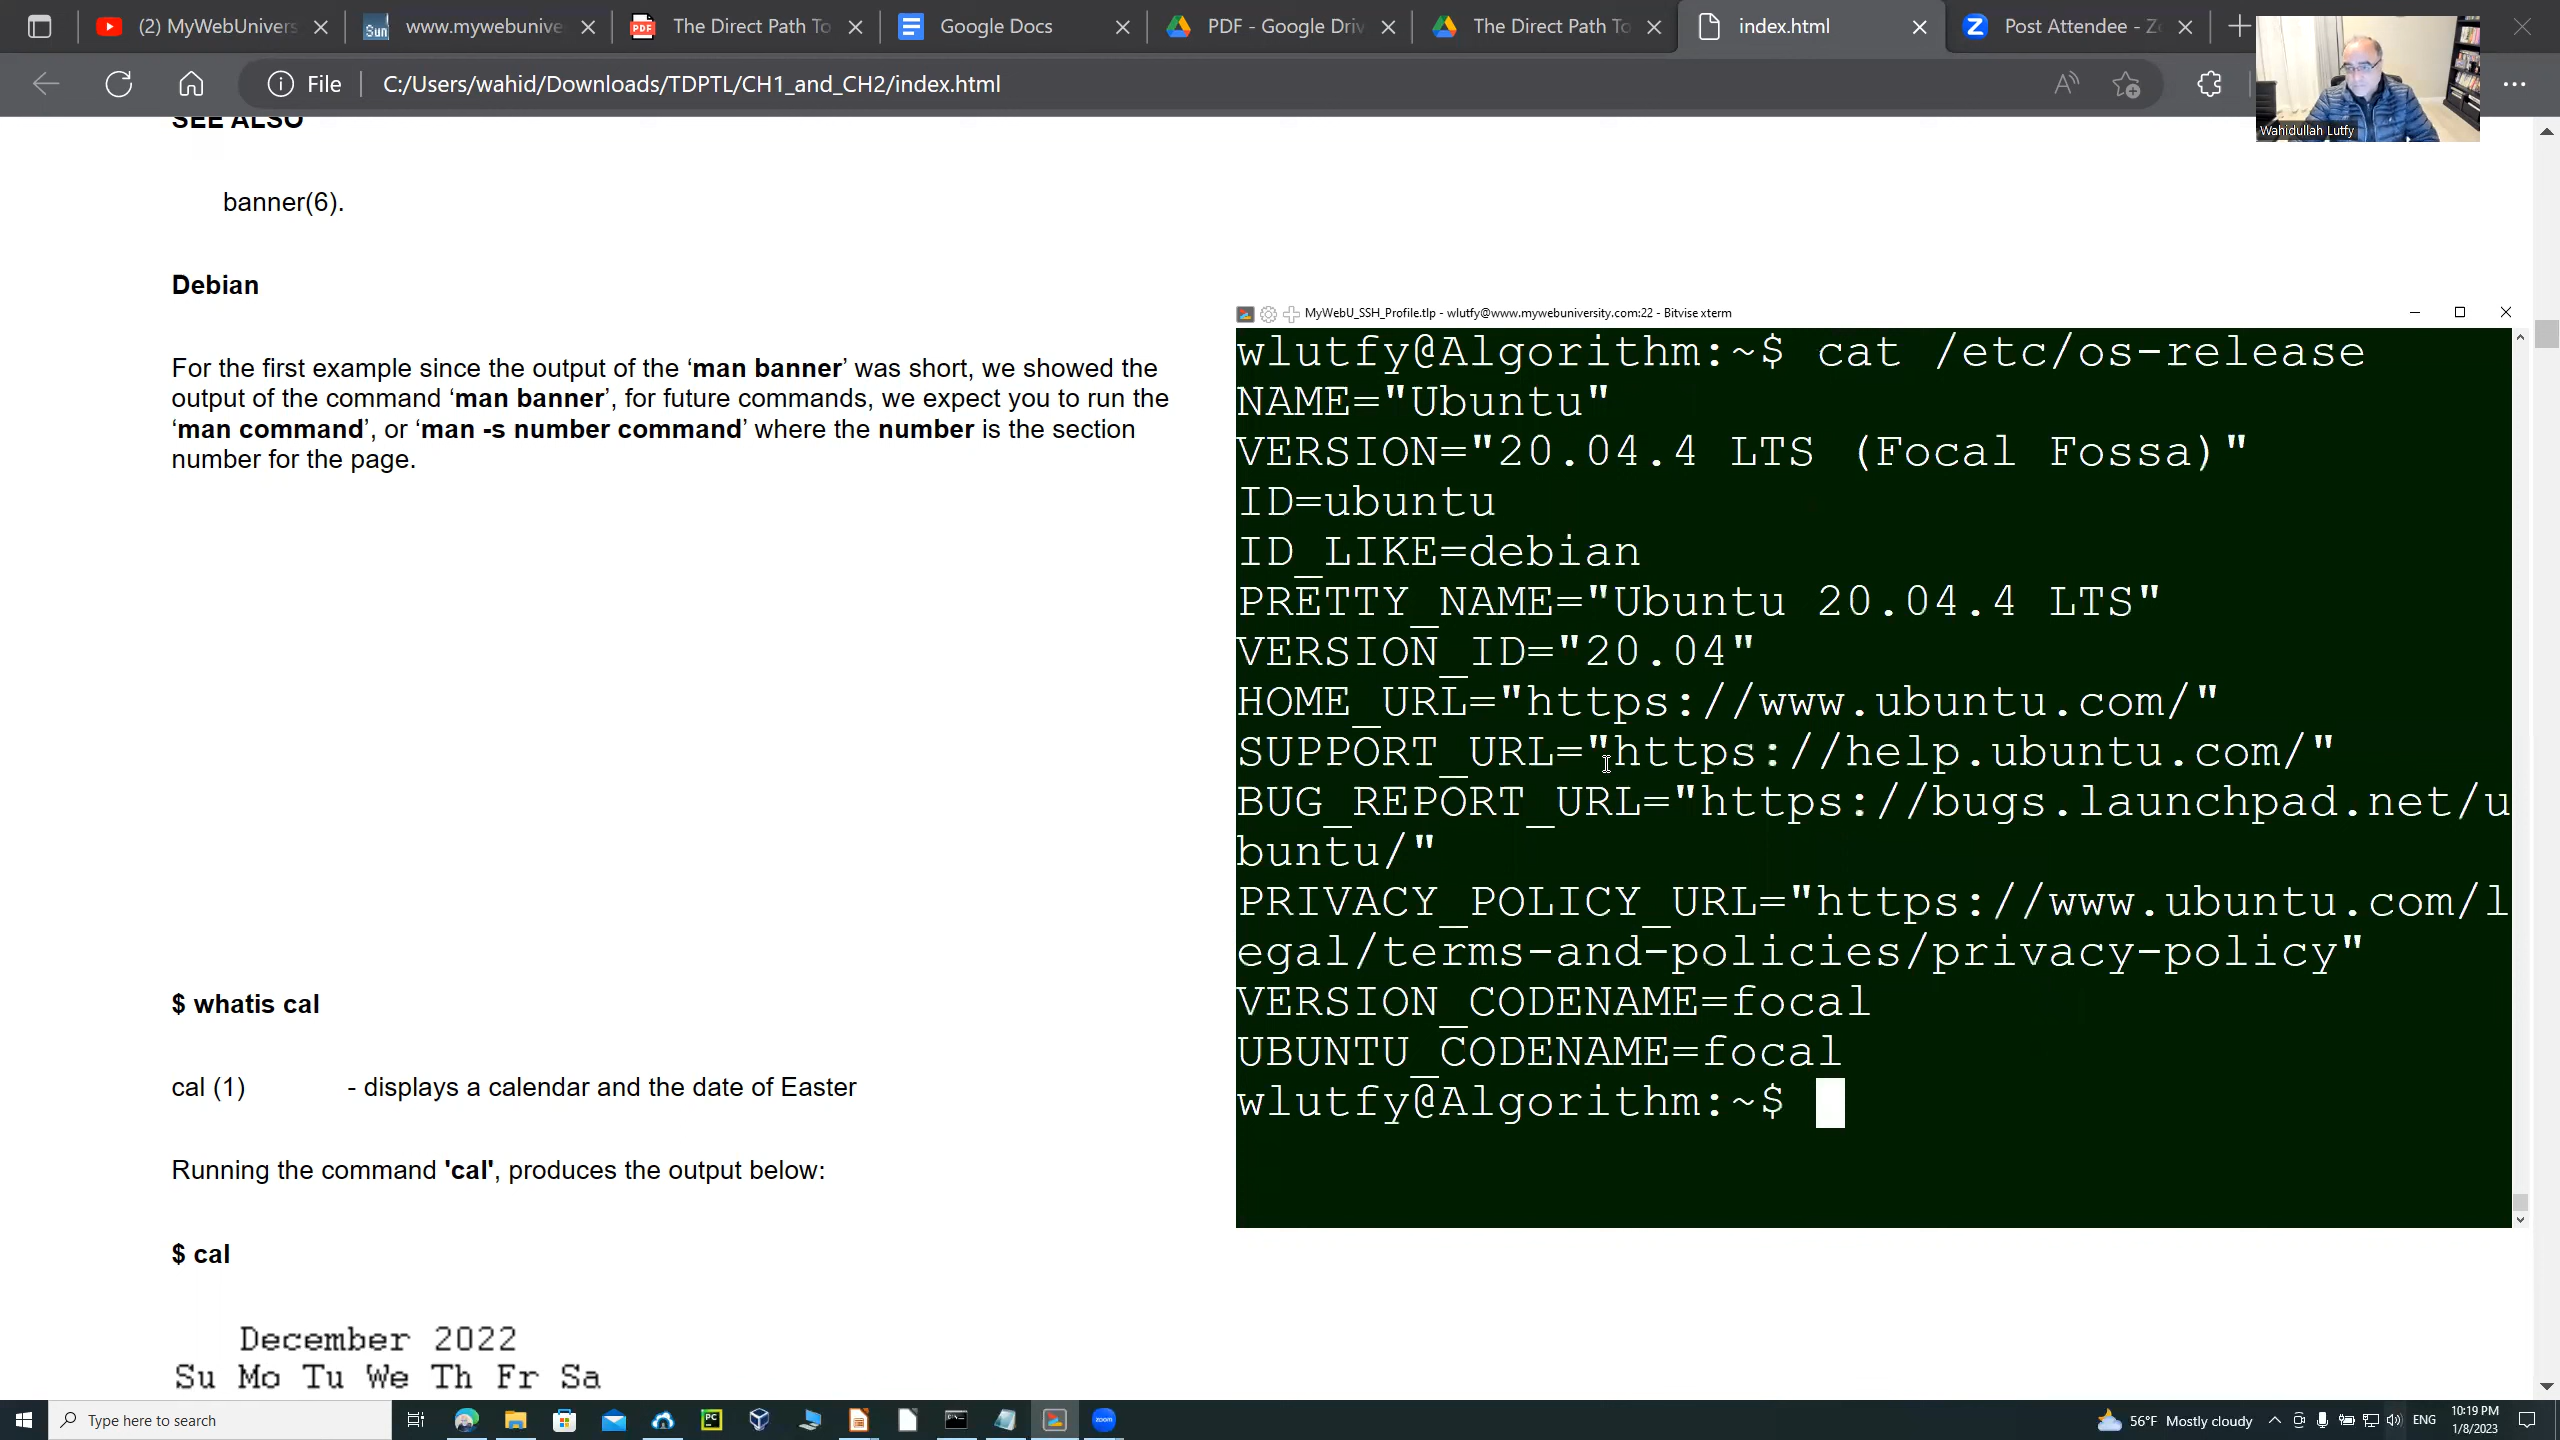 (2) MyWebUnivers
www.mywebunive
The Direct Path To
Google Docs
PDF - Google Driv
The Direct Path To
index.html
Post Attendee - Z
File
C:/Users/wahid/Downloads/TDPTL/CH1_and_CH2/index.html
Wahidullah Lutfy
SEE ALSO
banner(6).
Debian
For the first example since the output of the ‘man banner’ was short, we showed the
output of the command ‘man banner’, for future commands, we expect you to run the
‘man command’, or ‘man -s number command’ where the number is the section
number for the page.
$ whatis cal
cal (1) - displays a calendar and the date of Easter
Running the command 'cal', produces the output below:
$ cal
December 2022
Su Mo Tu We Th Fr Sa
MyWebU_SSH_Profile.tlp - wlutfy@www.mywebuniversity.com:22 - Bitvise xterm
wlutfy@Algorithm:~$ cat /etc/os-release
NAME="Ubuntu"
VERSION="20.04.4 LTS (Focal Fossa)"
ID=ubuntu
ID_LIKE=debian
PRETTY_NAME="Ubuntu 20.04.4 LTS"
VERSION_ID="20.04"
HOME_URL="https://www.ubuntu.com/"
SUPPORT_URL="https://help.ubuntu.com/"
BUG_REPORT_URL="https://bugs.launchpad.net/u
buntu/"
PRIVACY_POLICY_URL="https://www.ubuntu.com/l
egal/terms-and-policies/privacy-policy"
VERSION_CODENAME=focal
UBUNTU_CODENAME=focal
wlutfy@Algorithm:~$
Type here to search
56°F Mostly cloudy
ENG
10:19 PM
1/8/2023